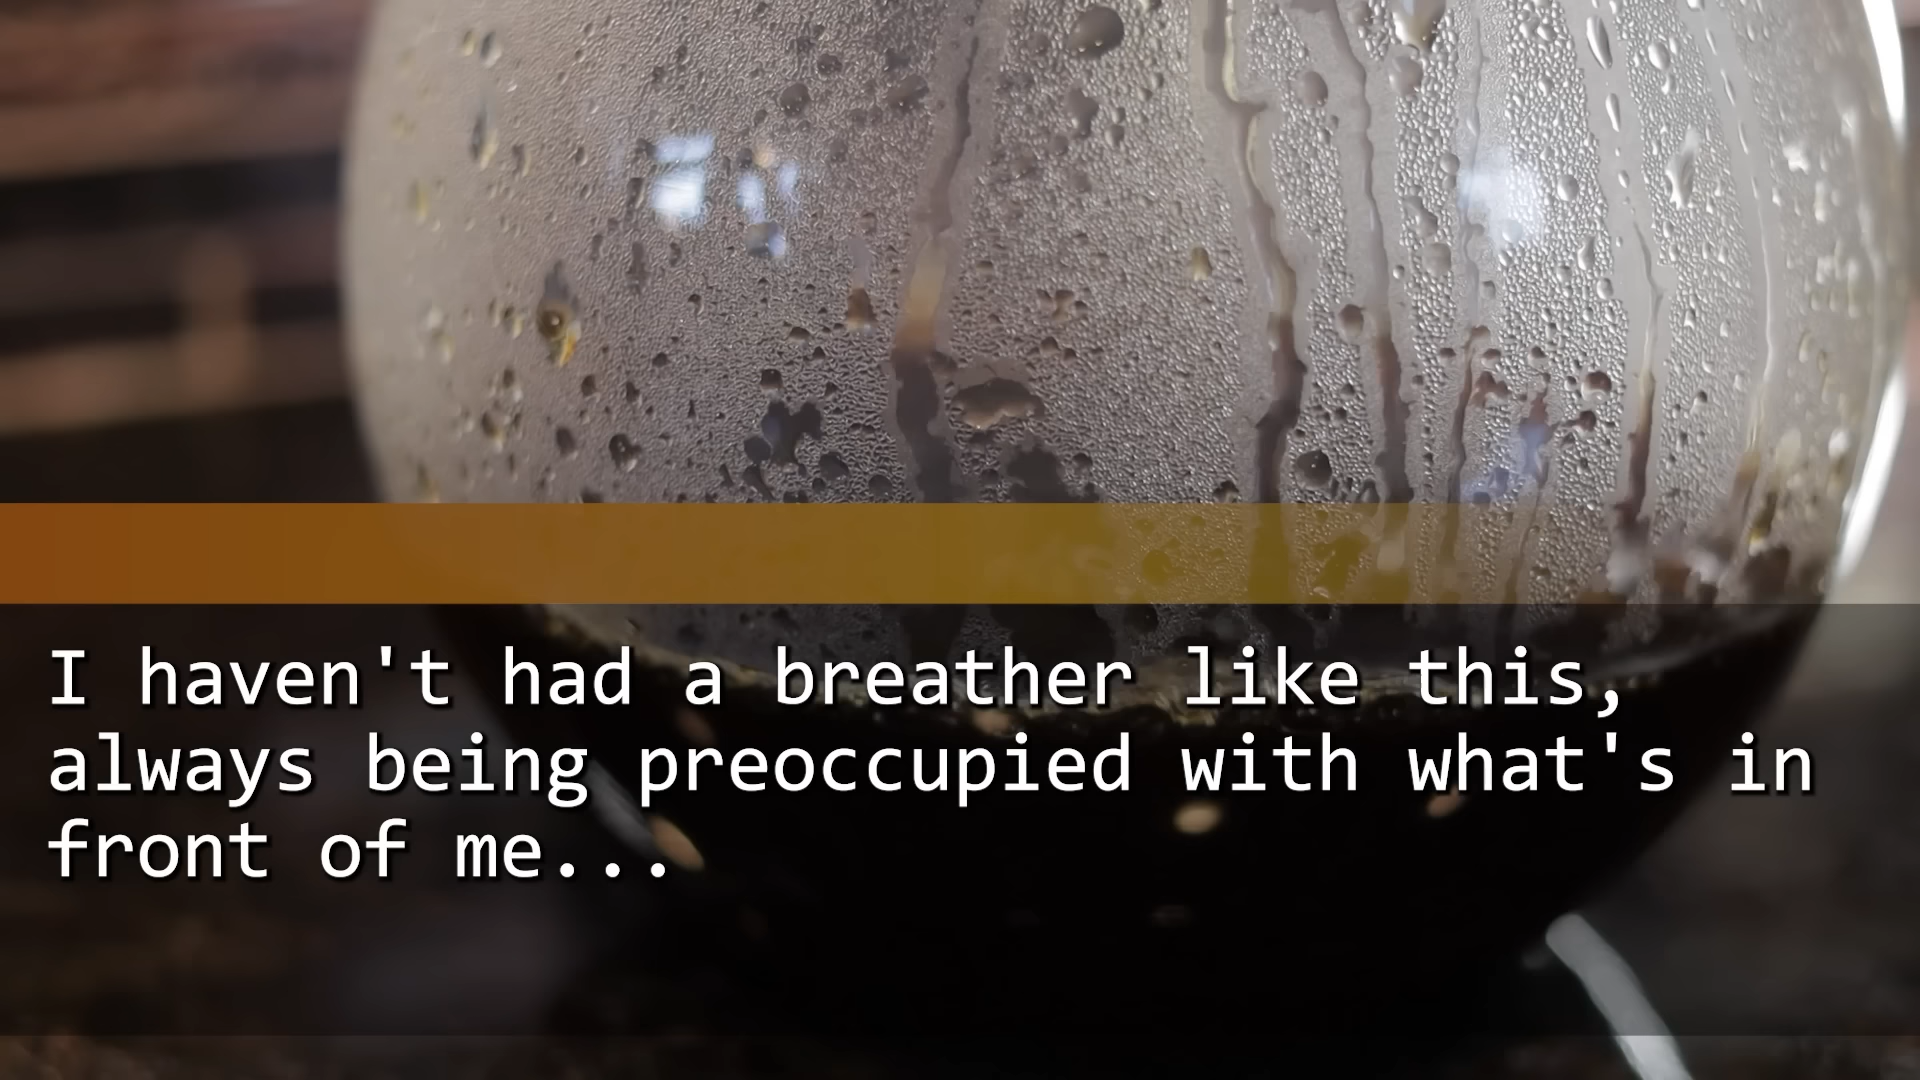 I haven't had a breather like this,
always being preoccupied with what's in
front of me...